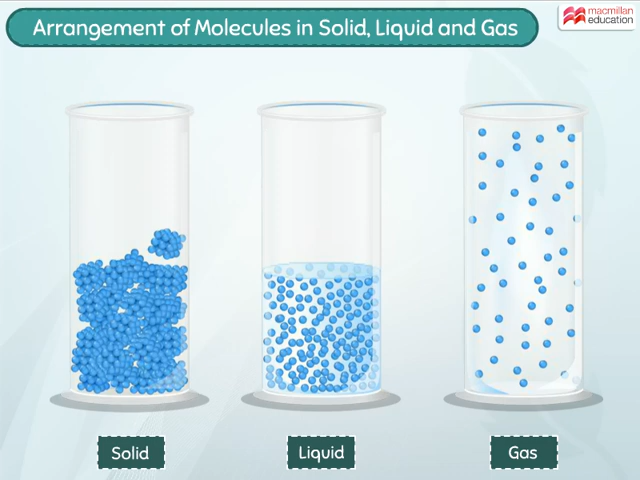 Arrangement of Molecules in Solid, Liquid and Gas
macmillan
education
Solid
Liquid
Gas